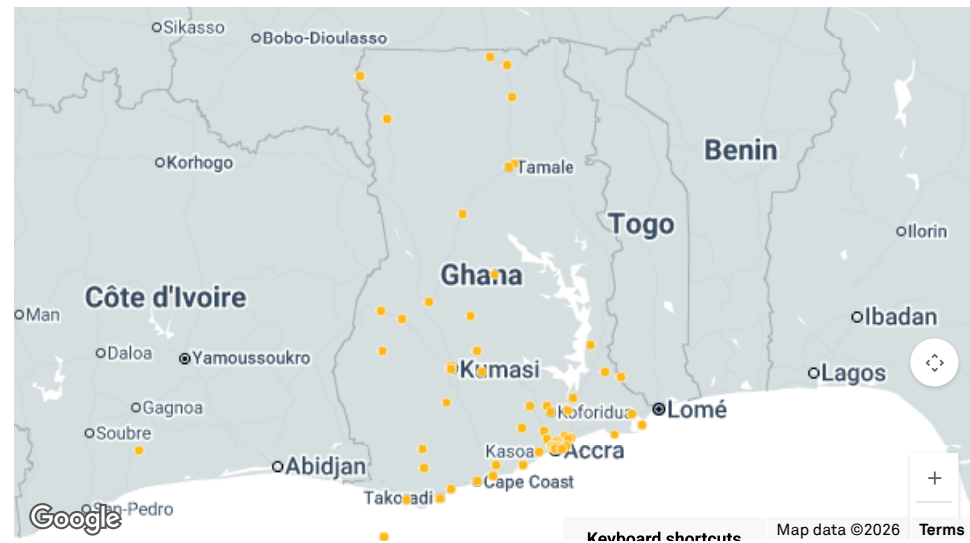 Sikasso
Bobo-Dioulasso
Korhogo
Benin
Tamale
Togo
Ilorin
Ghana
Côte d'Ivoire
Man
Ibadan
Daloa
Yamoussoukro
Kumasi
Lagos
Gagnoa
Koforidua
Lomé
Soubre
Kasoa
Accra
Abidjan
Cape Coast
Takoradi
San-Pedro
Google
Keyboard shortcuts
Map data ©2026
Terms